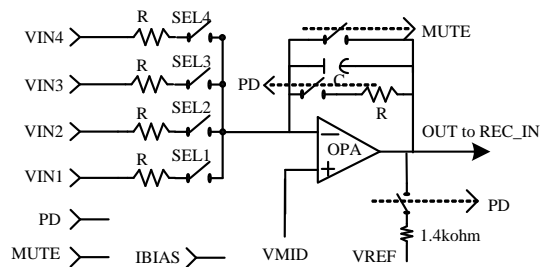 VIN4
R
SEL4
MUTE
VIN3
R
SEL3
PD
C
R
VIN2
R
SEL2
OPA
OUT to REC_IN
VIN1
R
SEL1
PD
PD
1.4kohm
MUTE
IBIAS
VMID
VREF